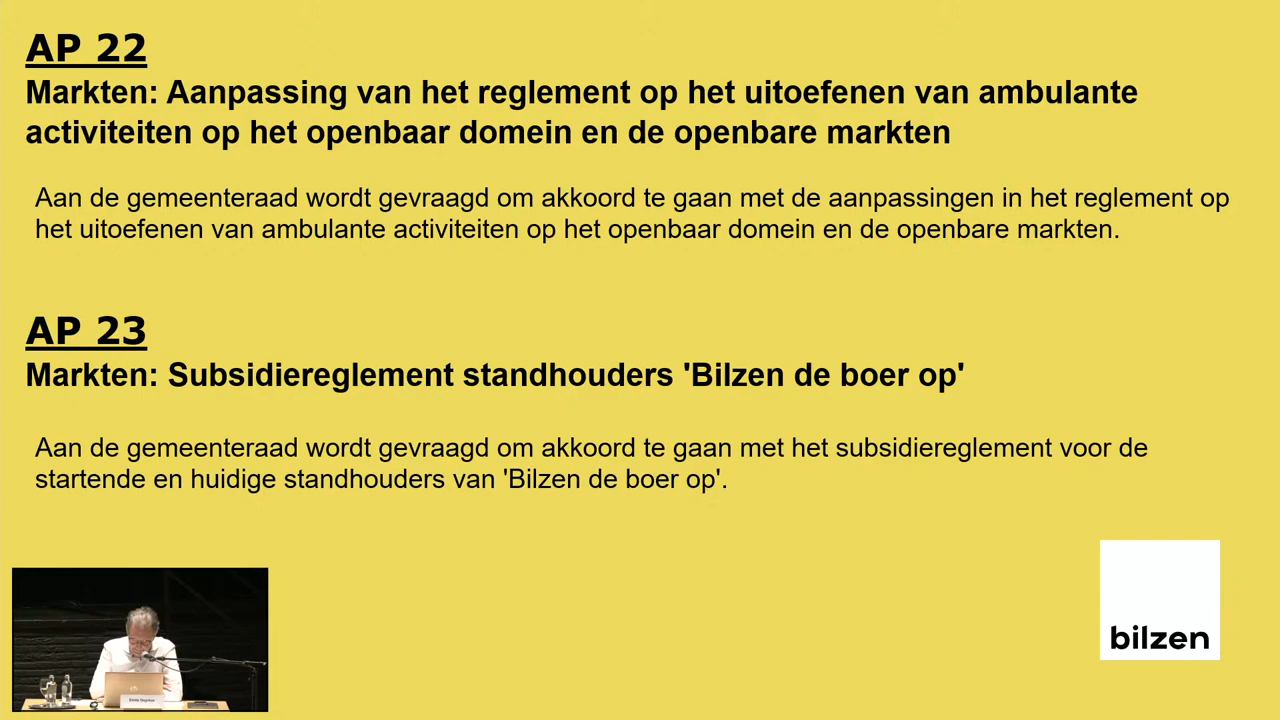 AP 22
Markten: Aanpassing van het reglement op het uitoefenen van ambulante
activiteiten op het openbaar domein en de openbare markten
Aan de gemeenteraad wordt gevraagd om akkoord te gaan met de aanpassingen in het reglement op
het uitoefenen van ambulante activiteiten op het openbaar domein en de openbare markten.
AP 23
Markten: Subsidiereglement standhouders 'Bilzen de boer op'
Aan de gemeenteraad wordt gevraagd om akkoord te gaan met het subsidiereglement voor de
startende en huidige standhouders van 'Bilzen de boer op'.
bilzen